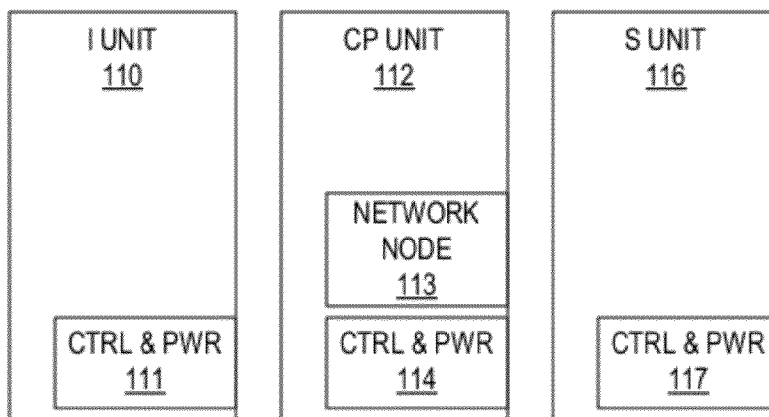 I UNIT
110
CP UNIT
112
NETWORK
NODE
113
S UNIT
116
CTRL & PWR
111
CTRL & PWR
114
CTRL & PWR
117